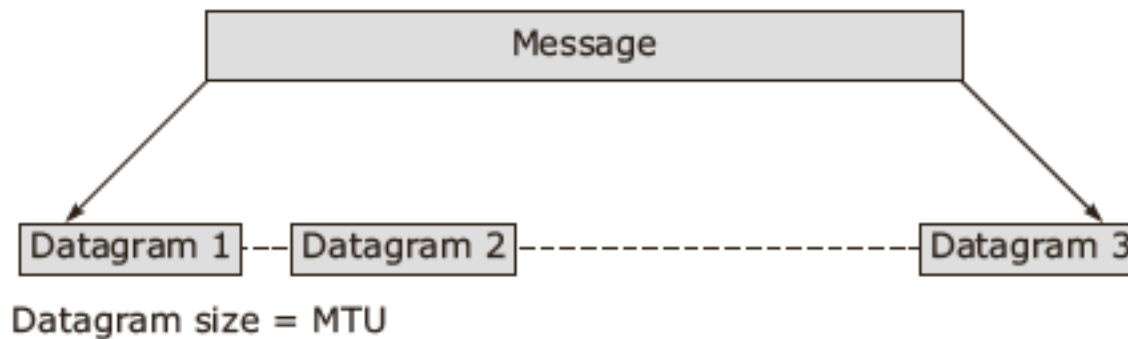 Message
Datagram 1
Datagram 2
Datagram 3
Datagram size = MTU